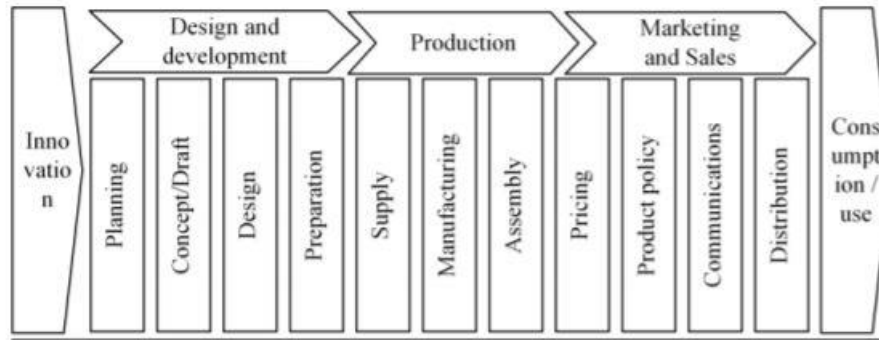 Inno
vatio
n
Design and
development
Production
Marketing
and Sales
Planning
Concept/Draft
Design
Preparation
Supply
Manufacturing
Assembly
Pricing
Product policy
Communications
Distribution
Cons
umpt
ion /
use